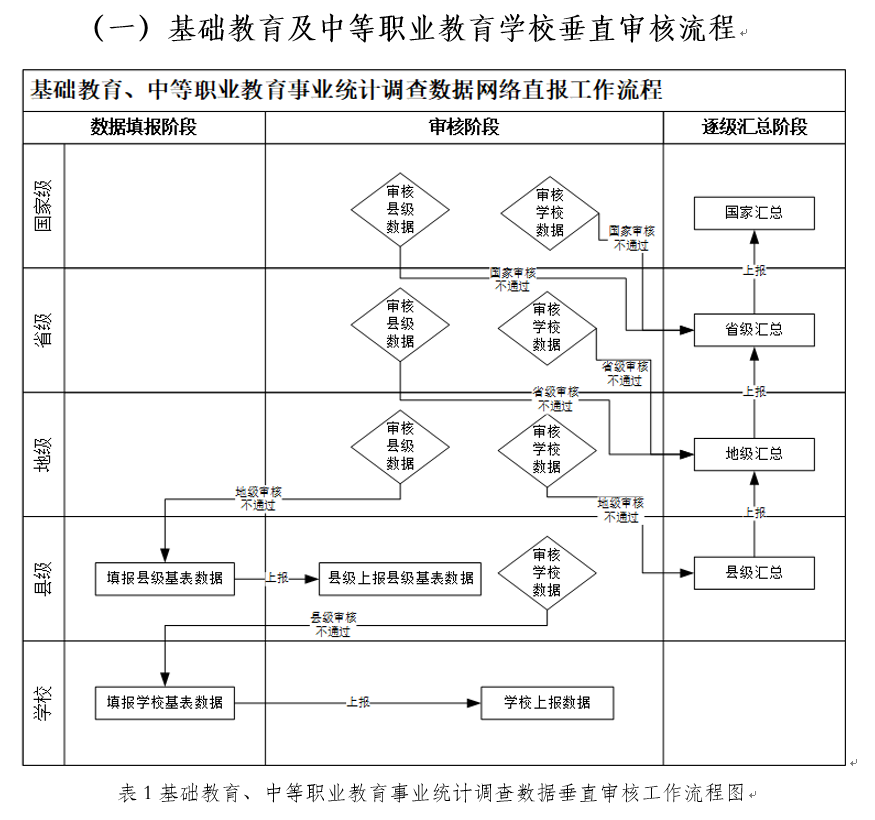 （一）基础教育及中等职业教育学校垂直审核流程
基础教育、中等职业教育事业统计调查数据网络直报工作流程
数据填报阶段
审核阶段
逐级汇总阶段
国家级
审核
县级
数据
审核
学校
数据
国家审核
不通过
国家汇总
国家审核
不通过
上报
省级
审核
县级
数据
审核
学校
数据
省级汇总
省级审核
不通过
省级审核
不通过
上报
地级
审核
县级
数据
审核
学校
数据
地级汇总
地级审核
不通过
地级审核
不通过
上报
县级
填报县级基表数据
上报
县级上报县级基表数据
审核
学校
数据
县级汇总
县级审核
不通过
学校
填报学校基表数据
上报
学校上报数据
表1基础教育、中等职业教育事业统计调查数据垂直审核工作流程图